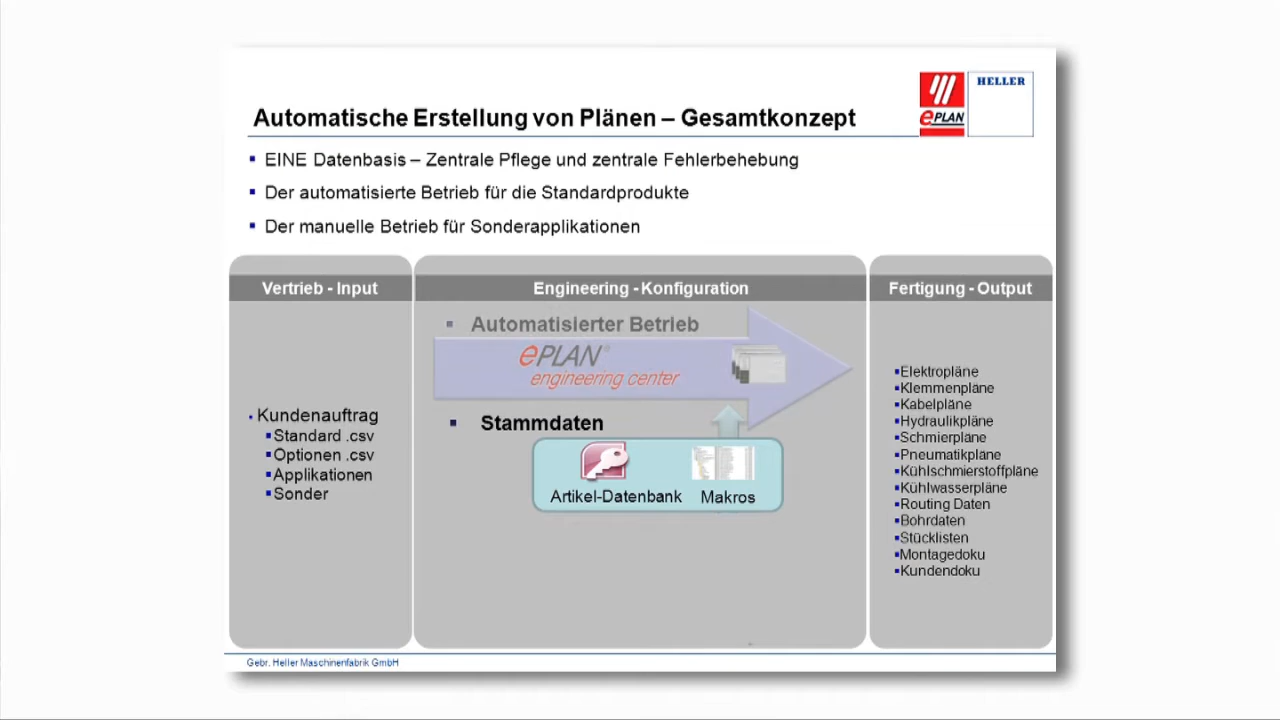 HELLER
ePLAN
Automatische Erstellung von Plänen – Gesamtkonzept
▪ EINE Datenbasis – Zentrale Pflege und zentrale Fehlerbehebung
▪ Der automatisierte Betrieb für die Standardprodukte
▪ Der manuelle Betrieb für Sonderapplikationen
Vertrieb - Input
▪ Kundenauftrag
▪Standard .csv
▪Optionen .csv
▪Applikationen
▪Sonder
Engineering - Konfiguration
▪ Automatisierter Betrieb
ePLAN®
engineering center
▪ Stammdaten
Artikel-Datenbank Makros
Fertigung - Output
▪Elektropläne
▪Klemmenpläne
▪Kabelpläne
▪Hydraulikpläne
▪Schmierpläne
▪Pneumatikpläne
▪Kühlschmierstoffpläne
▪Kühlwasserpläne
▪Routing Daten
▪Bohrdaten
▪Stücklisten
▪Montagedoku
▪Kundendoku
Gebr. Heller Maschinenfabrik GmbH